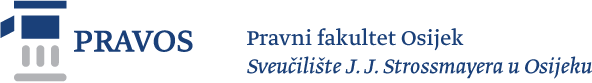 PRAVOS
Pravni fakultet Osijek
Sveučilište J. J. Strossmayera u Osijeku